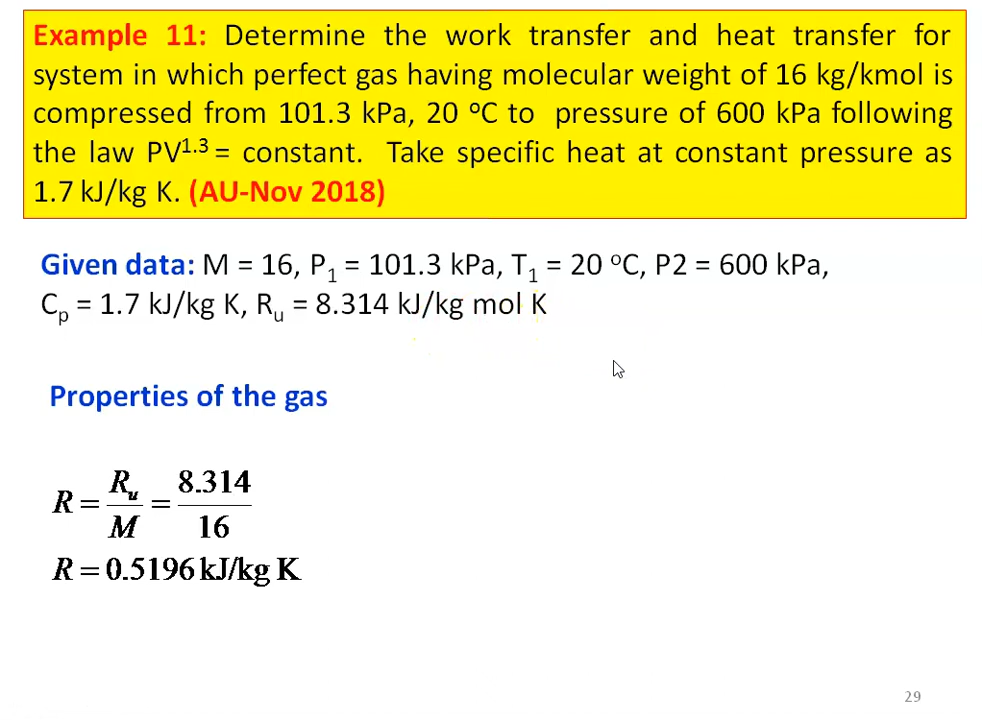 Example 11: Determine the work transfer and heat transfer for
system in which perfect gas having molecular weight of 16 kg/kmol is
compressed from 101.3 kPa, 20 ºC to pressure of 600 kPa following
the law PV¹·³ = constant. Take specific heat at constant pressure as
1.7 kJ/kg K. (AU-Nov 2018)
Given data: M = 16, P₁ = 101.3 kPa, T₁ = 20 ºC, P2 = 600 kPa,
Cₚ = 1.7 kJ/kg K, Rᵤ = 8.314 kJ/kg mol K
Properties of the gas
R = Rᵤ/M = 8.314/16
R = 0.5196 kJ/kg K
29